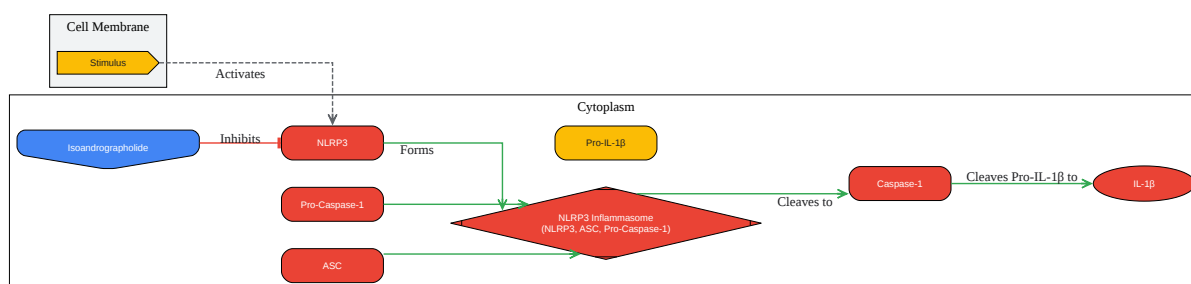 Cell Membrane
Stimulus
Activates
Cytoplasm
Isoandrographolide
Inhibits
NLRP3
Forms
Pro-IL-1β
Pro-Caspase-1
NLRP3 Inflammasome
(NLRP3, ASC, Pro-Caspase-1)
Cleaves to
Caspase-1
Cleaves Pro-IL-1β to
IL-1β
ASC